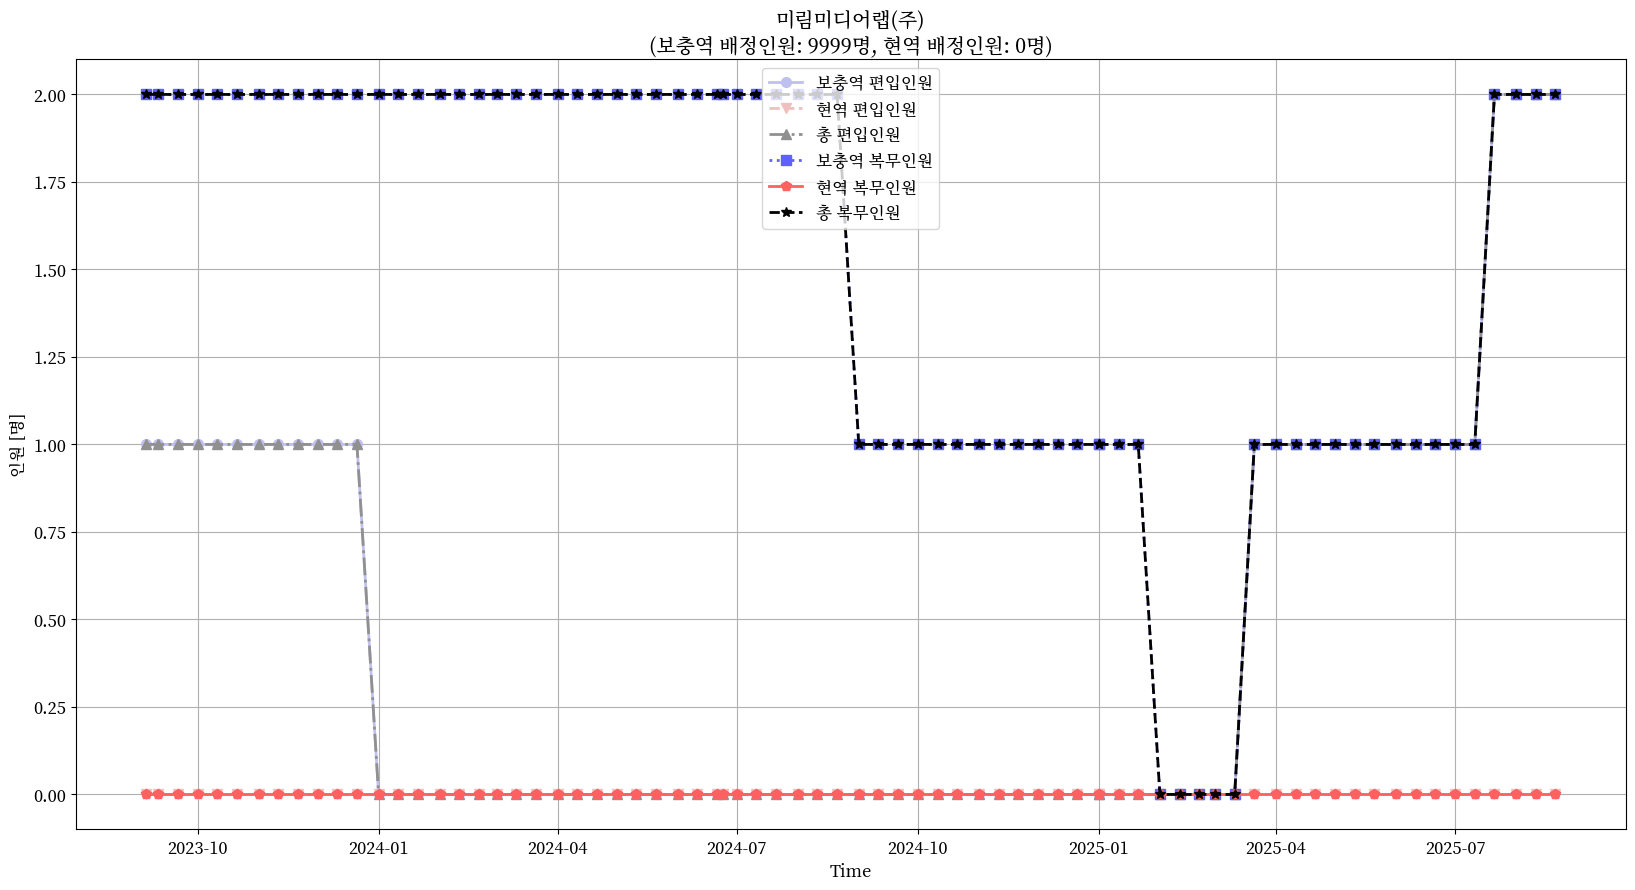 미림미디어랩(주)
(보충역 배정인원: 9999명, 현역 배정인원: 0명)
보충역 편입인원
현역 편입인원
총 편입인원
보충역 복무인원
현역 복무인원
총 복무인원
인원 [명]
2.00
1.75
1.50
1.25
1.00
0.75
0.50
0.25
0.00
2023-10
2024-01
2024-04
2024-07
2024-10
2025-01
2025-04
2025-07
Time